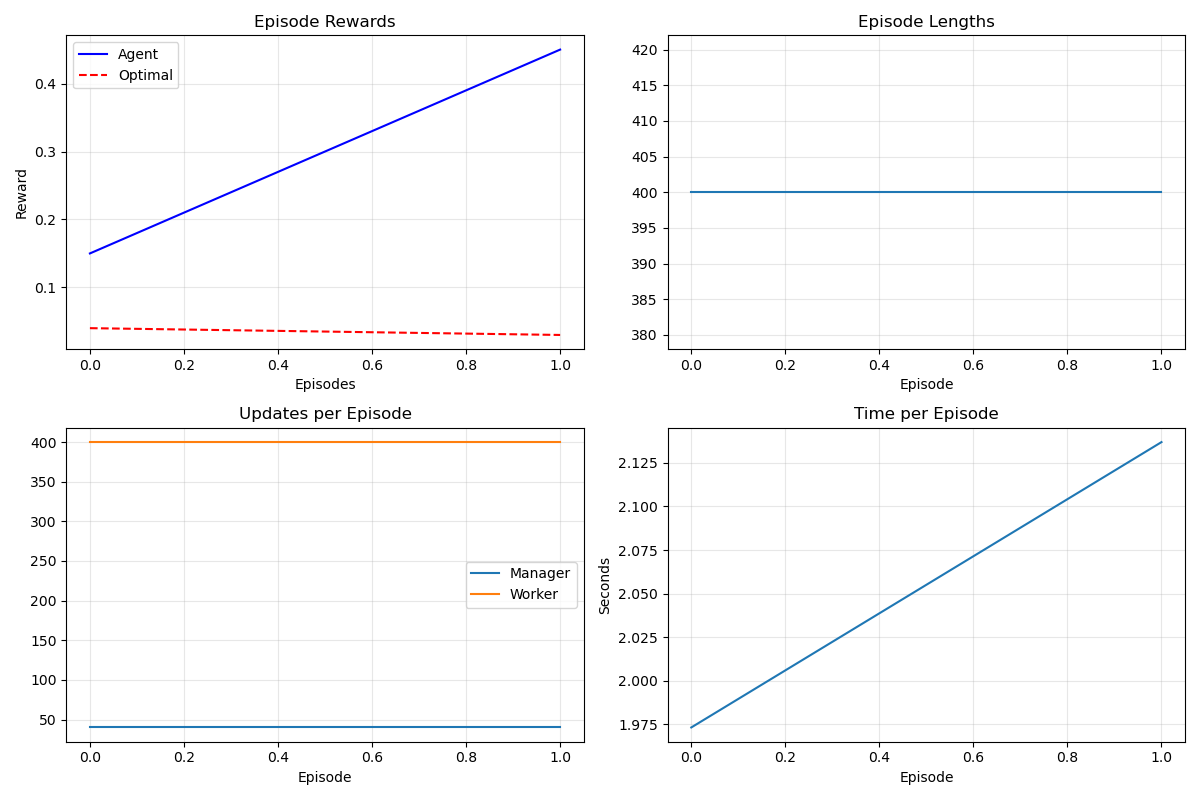 Episode Rewards
Agent
Optimal
0.4
0.3
0.2
0.1
Reward
0.0 0.2 0.4 0.6 0.8 1.0
Episodes
Episode Lengths
420
415
410
405
400
395
390
385
380
0.0 0.2 0.4 0.6 0.8 1.0
Episode
Updates per Episode
400
350
300
250
200
150
100
50
Manager
Worker
0.0 0.2 0.4 0.6 0.8 1.0
Episode
Time per Episode
2.125
2.100
2.075
2.050
2.025
2.000
1.975
Seconds
0.0 0.2 0.4 0.6 0.8 1.0
Episode